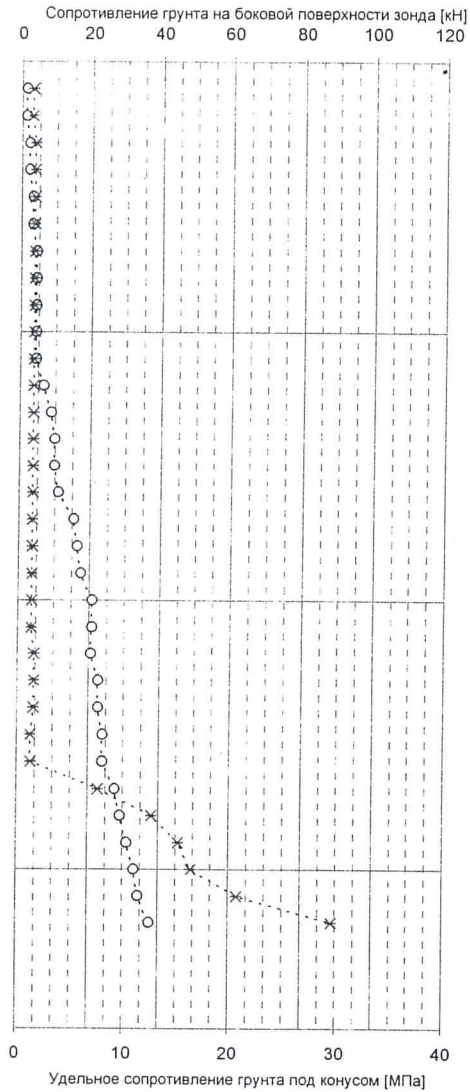 Сопротивление грунта на боковой поверхности зонда [кН]
0 20 40 60 80 100 120
0 10 20 30 40
Удельное сопротивление грунта под конусом [МПа]